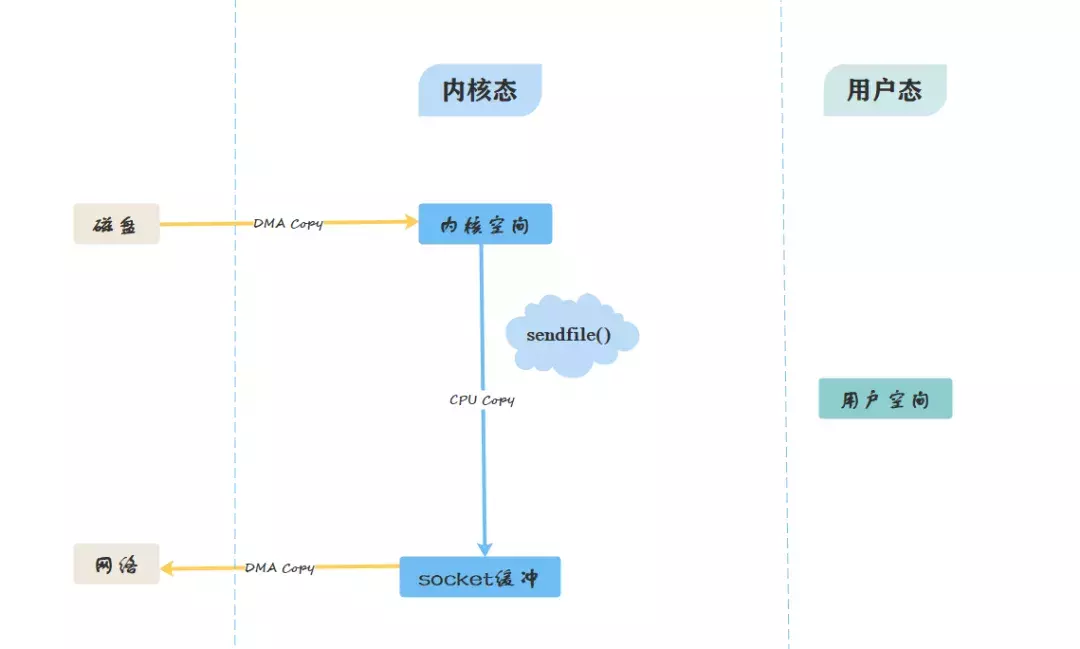 内核态
用户态
磁盘
DMA Copy
内核空间
sendfile()
CPU Copy
用户空间
网络
DMA Copy
socket缓冲